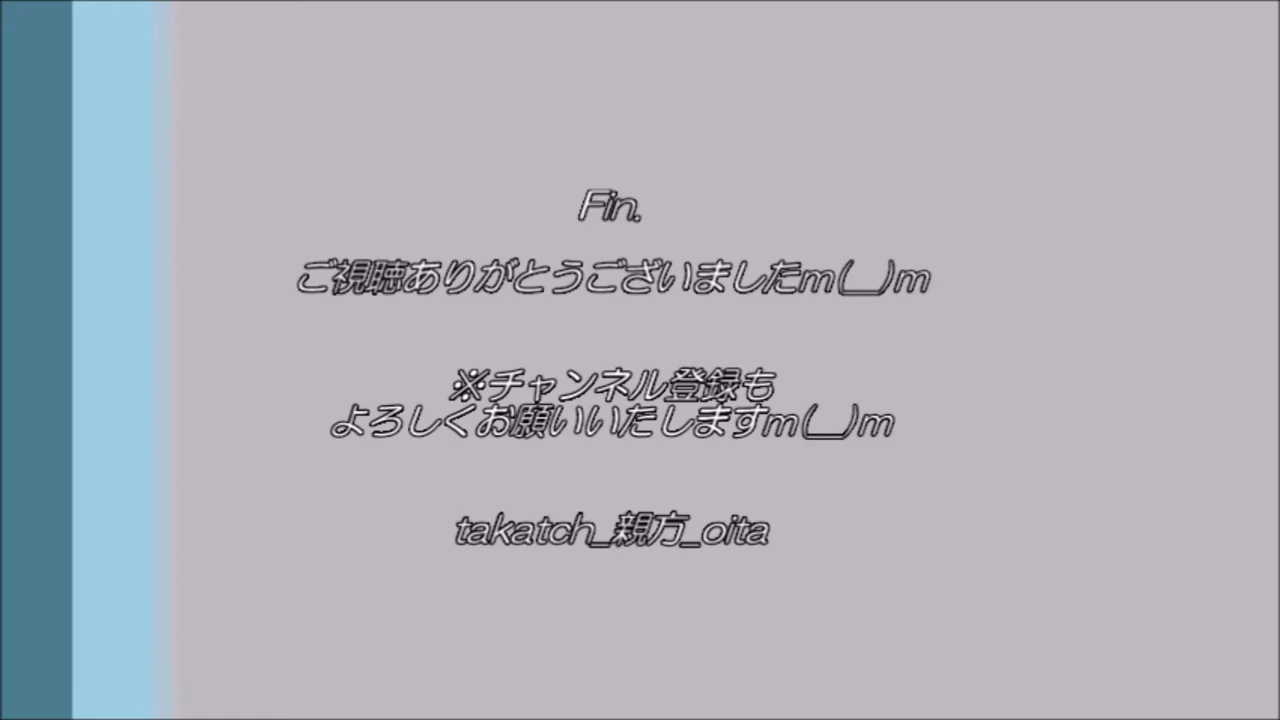 Fin.
ご視聴ありがとうございましたm(__)m
※チャンネル登録も
よろしくお願いいたしますm(__)m
takatch_親方_oita